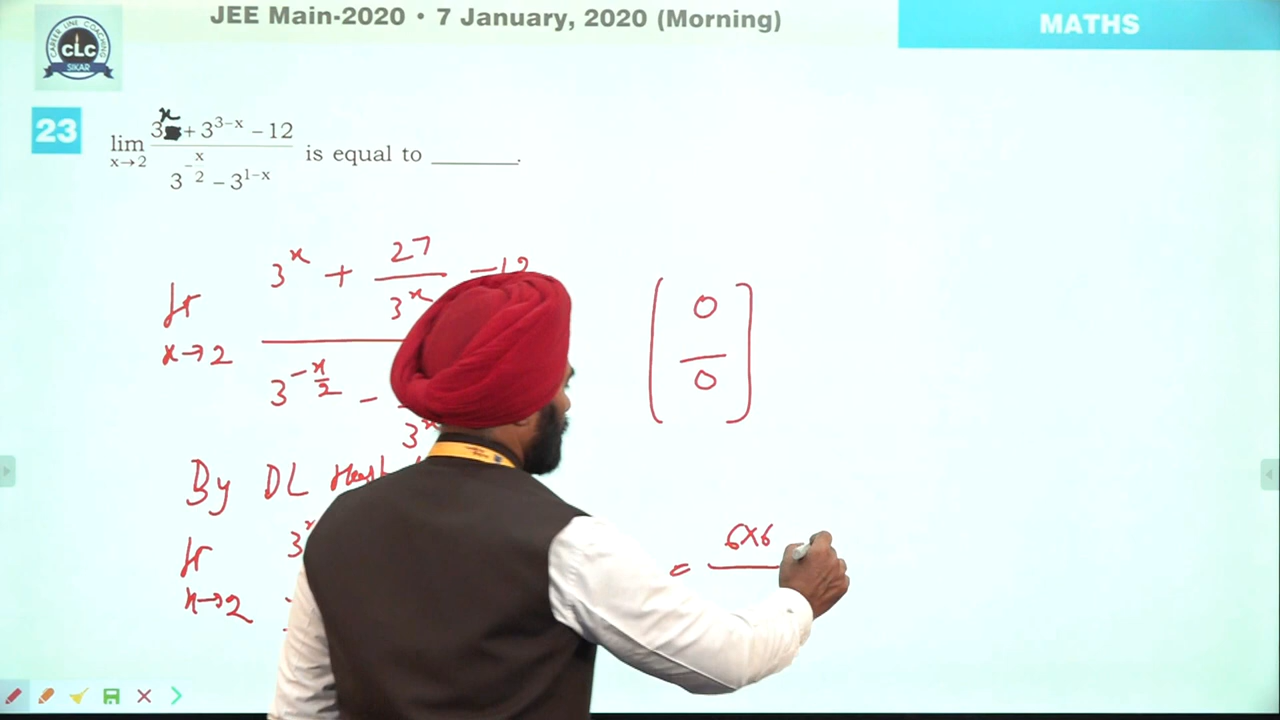 JEE Main-2020 • 7 January, 2020 (Morning)
MATHS
CAREER LINE COACHING
CLC
SIKAR
23
lim x→2 (3^x + 3^{3-x} - 12) / (3^{-x/2} - 3^{1-x}) is equal to ________.
3^x + 27/3^x -12
lt x→2
3^{-x/2} - 3^x
[0/0]
By DL
lt x→2 3^x
= 6×6